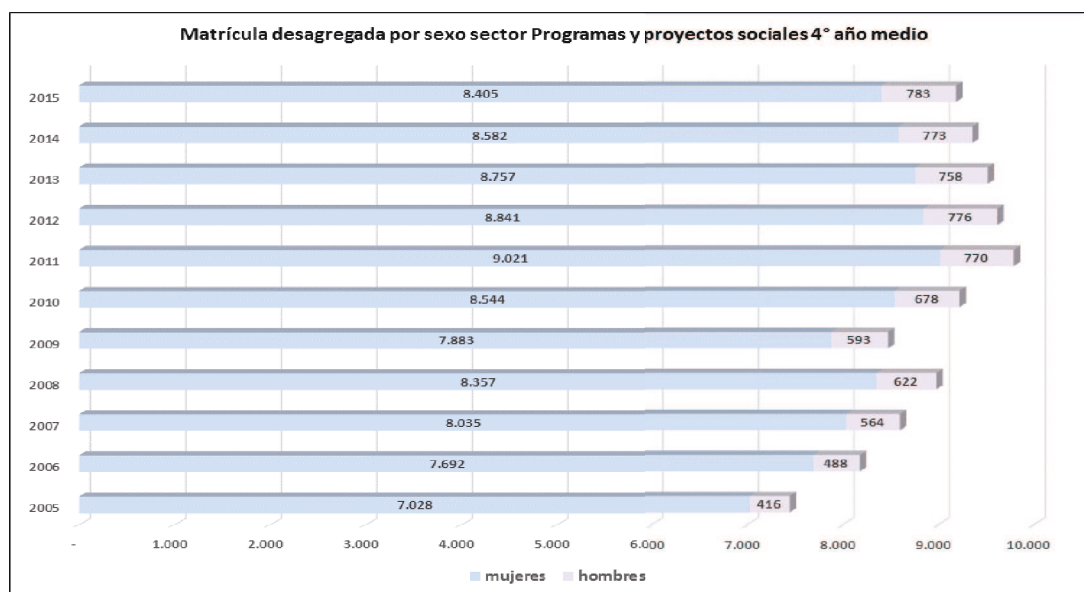 Matrícula desagregada por sexo sector Programas y proyectos sociales 4° año medio
2015 8.405 783
2014 8.582 773
2013 8.757 758
2012 8.841 776
2011 9.021 770
2010 8.544 678
2009 7.883 593
2008 8.357 622
2007 8.035 564
2006 7.692 488
2005 7.028 416
- 1.000 2.000 3.000 4.000 5.000 6.000 7.000 8.000 9.000 10.000
mujeres hombres